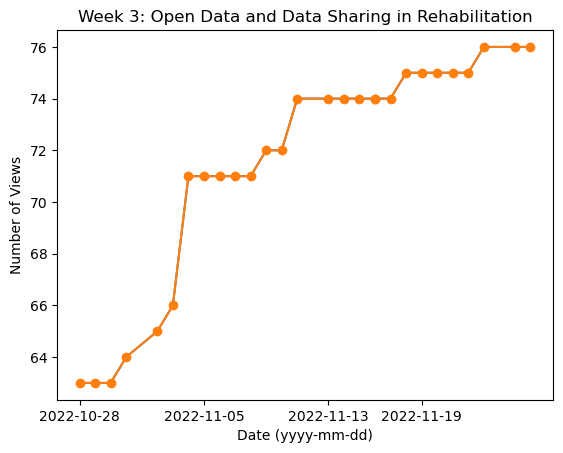 Week 3: Open Data and Data Sharing in Rehabilitation
76
74
72
70
68
66
64
Number of Views
2022-10-28 2022-11-05 2022-11-13 2022-11-19
Date (yyyy-mm-dd)